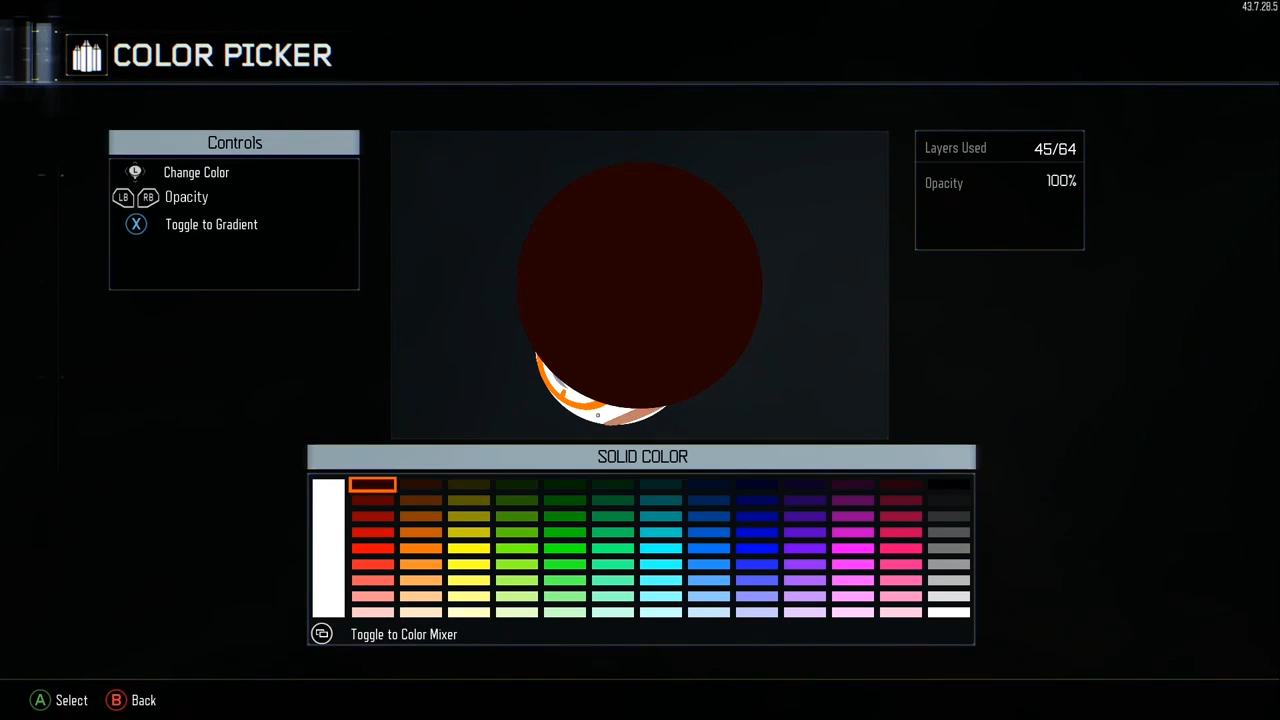 43.7.28.5
COLOR PICKER
Controls
L Change Color
LB RB Opacity
X Toggle to Gradient
Layers Used 45/64
Opacity 100%
SOLID COLOR
Toggle to Color Mixer
A Select B Back